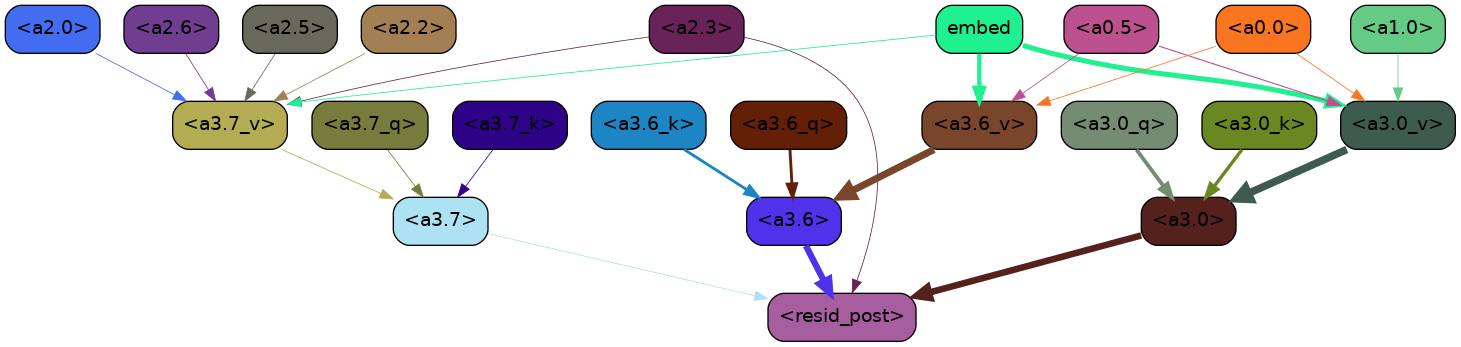 <a2.0> <a2.6> <a2.5> <a2.2> <a2.3> embed <a0.5> <a0.0> <a1.0>
<a3.7_v> <a3.7_q> <a3.7_k> <a3.6_k> <a3.6_q> <a3.6_v> <a3.0_q> <a3.0_k> <a3.0_v>
<a3.7> <a3.6> <a3.0>
<resid_post>